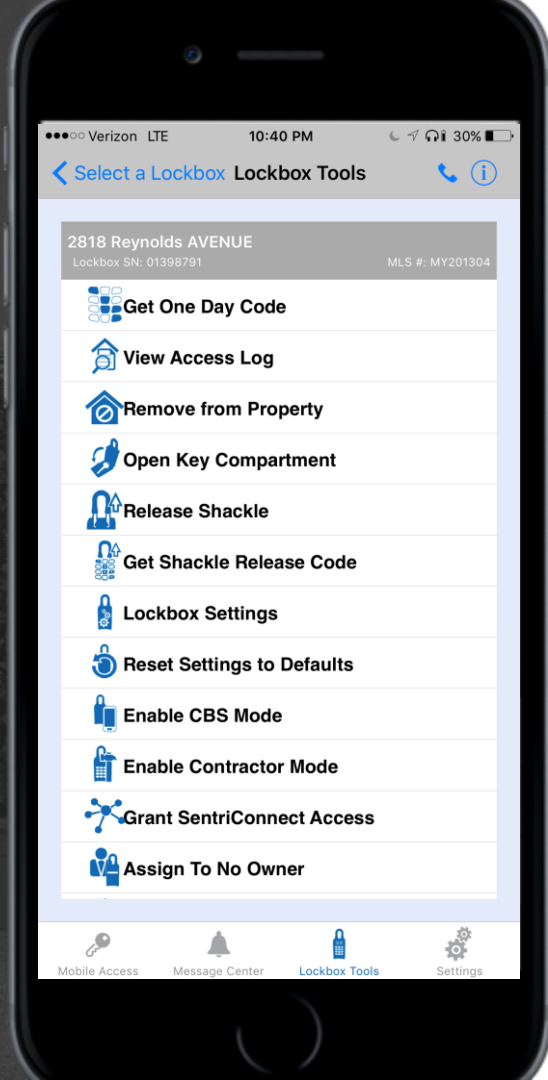 Verizon LTE 10:40 PM 30%
Select a Lockbox Lockbox Tools
2818 Reynolds AVENUE
Lockbox SN: 01398791 MLS #: MY201304
Get One Day Code
View Access Log
Remove from Property
Open Key Compartment
Release Shackle
Get Shackle Release Code
Lockbox Settings
Reset Settings to Defaults
Enable CBS Mode
Enable Contractor Mode
Grant SentriConnect Access
Assign To No Owner
Mobile Access Message Center Lockbox Tools Settings